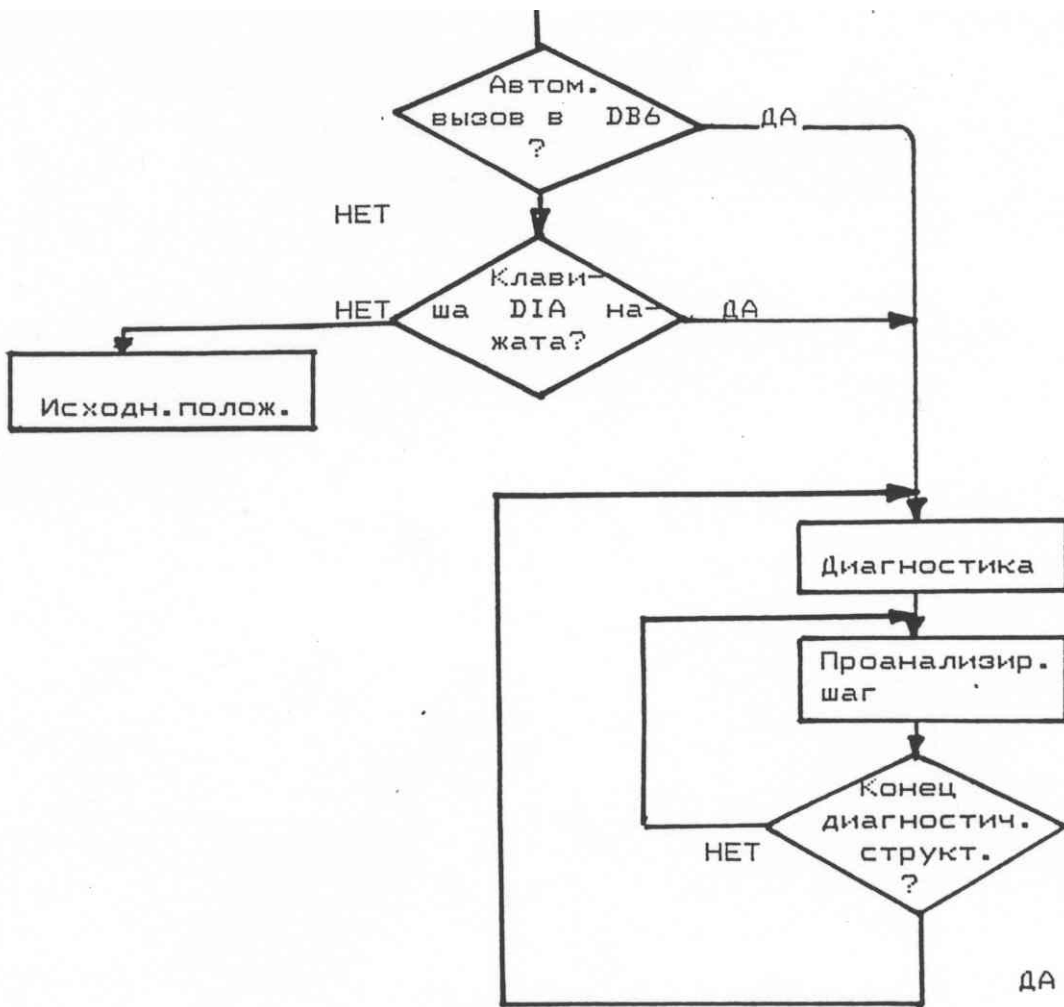 Автом.
вызов в DB6
?
ДА
НЕТ
Клави-
НЕТ ша DIA на- ДА
жата?
Исходн.полож.
Диагностика
Проанализир.
шаг
Конец
диагностич.
НЕТ структ.
?
ДА